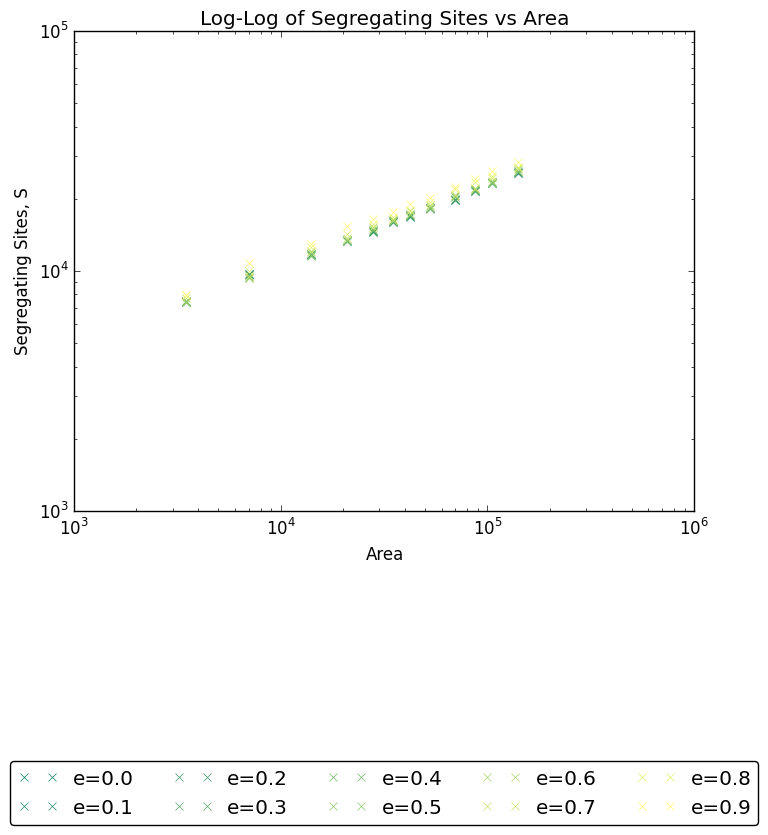 Log-Log of Segregating Sites vs Area
10^5
10^4
10^3
Segregating Sites, S
10^3 10^4 10^5 10^6
Area
e=0.0 e=0.2 e=0.4 e=0.6 e=0.8
e=0.1 e=0.3 e=0.5 e=0.7 e=0.9